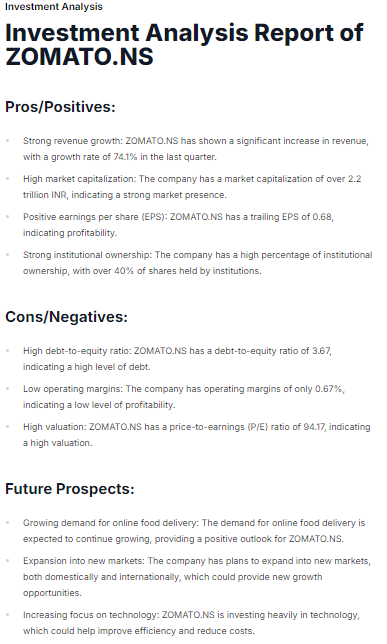 Investment Analysis
Investment Analysis Report of
ZOMATO.NS
Pros/Positives:
Strong revenue growth: ZOMATO.NS has shown a significant increase in revenue,
with a growth rate of 74.1% in the last quarter.
High market capitalization: The company has a market capitalization of over 2.2
trillion INR, indicating a strong market presence.
Positive earnings per share (EPS): ZOMATO.NS has a trailing EPS of 0.68,
indicating profitability.
Strong institutional ownership: The company has a high percentage of institutional
ownership, with over 40% of shares held by institutions.
Cons/Negatives:
High debt-to-equity ratio: ZOMATO.NS has a debt-to-equity ratio of 3.67,
indicating a high level of debt.
Low operating margins: The company has operating margins of only 0.67%,
indicating a low level of profitability.
High valuation: ZOMATO.NS has a price-to-earnings (P/E) ratio of 94.17, indicating
a high valuation.
Future Prospects:
Growing demand for online food delivery: The demand for online food delivery is
expected to continue growing, providing a positive outlook for ZOMATO.NS.
Expansion into new markets: The company has plans to expand into new markets,
both domestically and internationally, which could provide new growth
opportunities.
Increasing focus on technology: ZOMATO.NS is investing heavily in technology,
which could help improve efficiency and reduce costs.